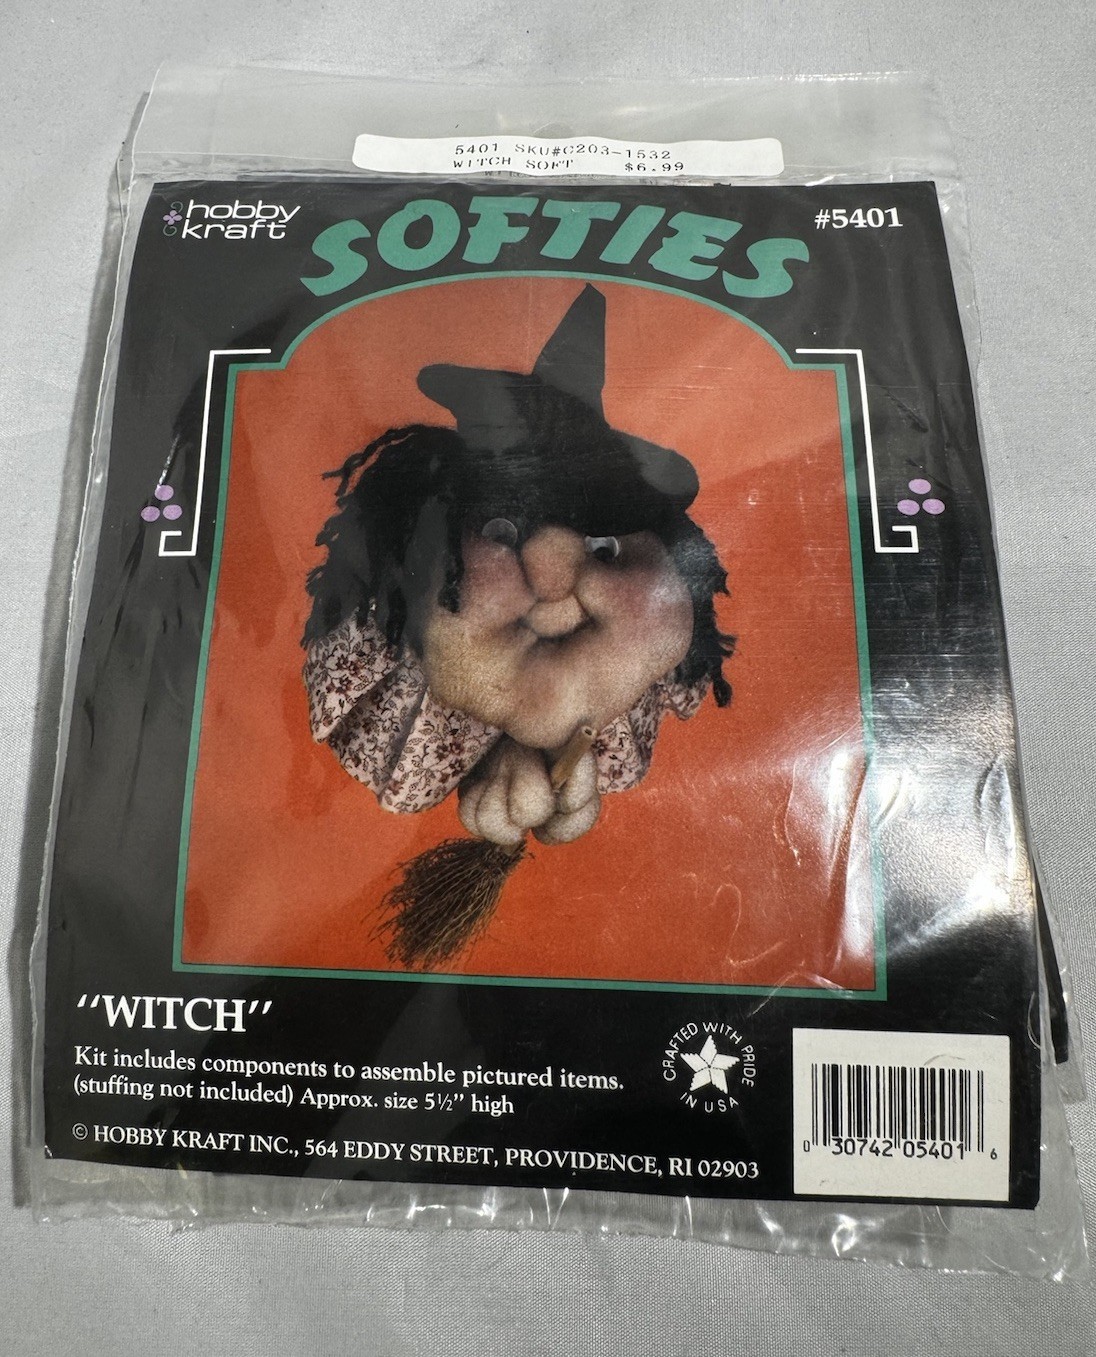 5401 SKU#C203-1532
WITCH SOFT $6.99
hobby
kraft
SOFTIES
#5401
"WITCH"
Kit includes components to assemble pictured items.
(stuffing not included) Approx. size 5½" high
© HOBBY KRAFT INC., 564 EDDY STREET, PROVIDENCE, RI 02903
CRAFTED WITH PRIDE
IN USA
0 30742 05401 6